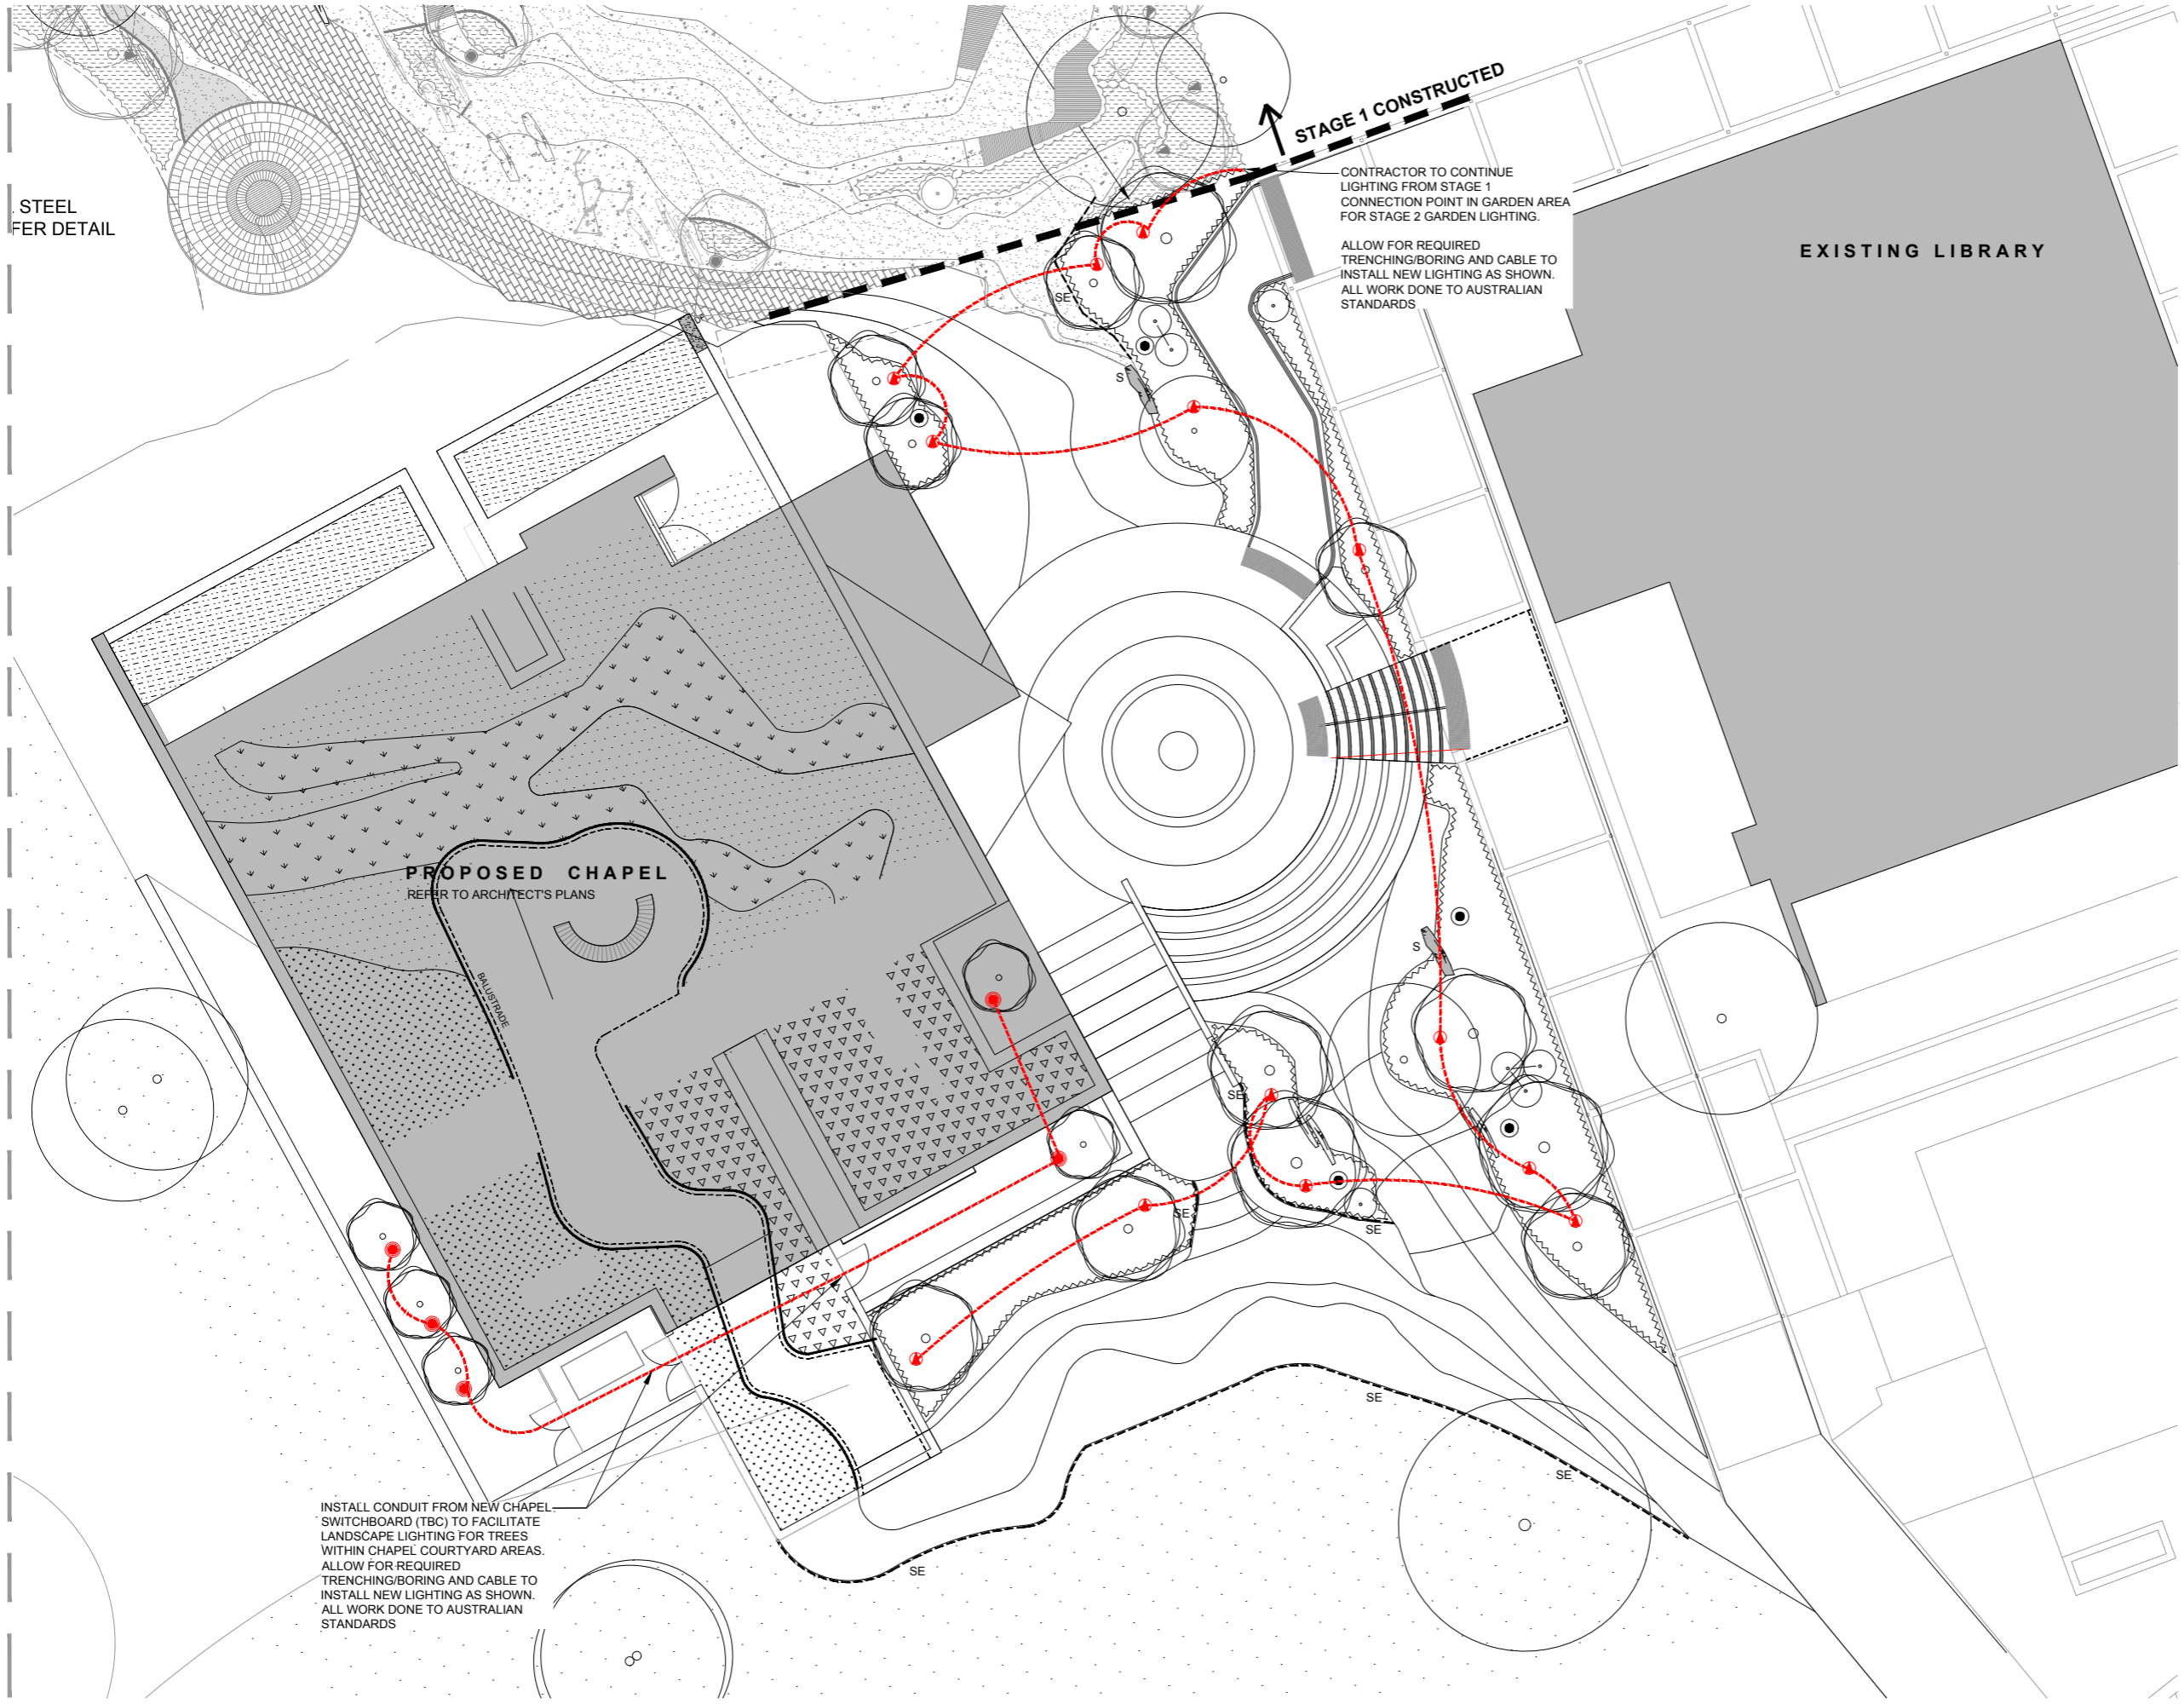 STAGE 1 CONSTRUCTED
CONTRACTOR TO CONTINUE
LIGHTING FROM STAGE 1
CONNECTION POINT IN GARDEN AREA
FOR STAGE 2 GARDEN LIGHTING.
ALLOW FOR REQUIRED
TRENCHING/BORING AND CABLE TO
INSTALL NEW LIGHTING AS SHOWN.
ALL WORK DONE TO AUSTRALIAN
STANDARDS
. STEEL
FER DETAIL
EXISTING LIBRARY
SE
S
PROPOSED CHAPEL
REFER TO ARCHITECT'S PLANS
BALUSTRADE
S
SE
SE
SE
SE
SE
SE
INSTALL CONDUIT FROM NEW CHAPEL
SWITCHBOARD (TBC) TO FACILITATE
LANDSCAPE LIGHTING FOR TREES
WITHIN CHAPEL COURTYARD AREAS.
ALLOW FOR REQUIRED
TRENCHING/BORING AND CABLE TO
INSTALL NEW LIGHTING AS SHOWN.
ALL WORK DONE TO AUSTRALIAN
STANDARDS